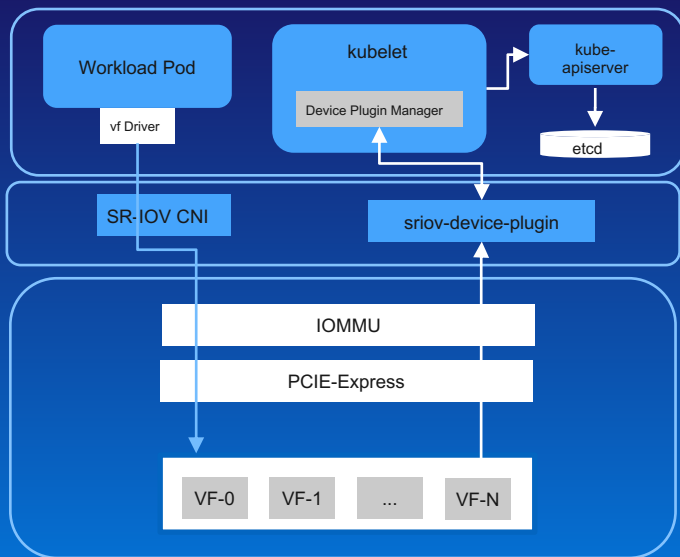 Workload Pod
vf Driver
kubelet
Device Plugin Manager
kube-
apiserver
etcd
SR-IOV CNI
sriov-device-plugin
IOMMU
PCIE-Express
VF-0
VF-1
...
VF-N